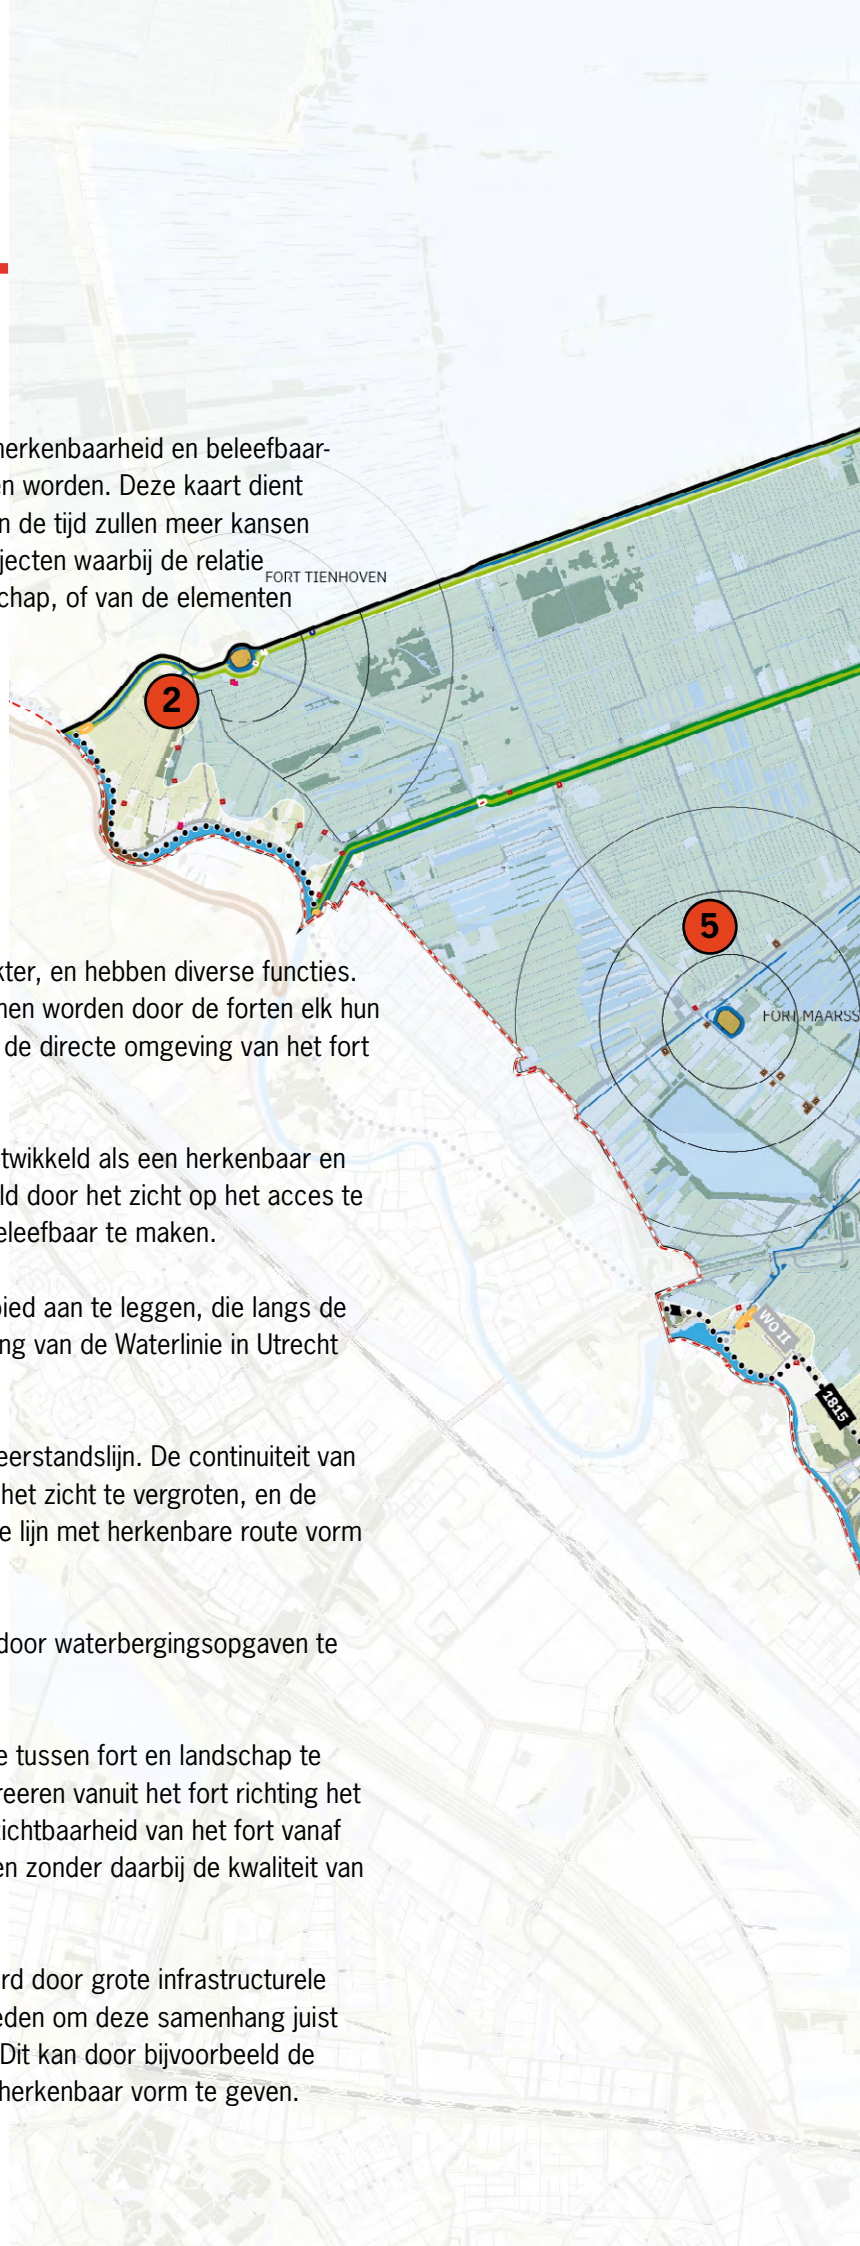 herkenbaarheid en beleefbaar-
en worden. Deze kaart dient
n de tijd zullen meer kansen
jecten waarbij de relatie
chap, of van de elementen
FORT TIENHOVEN
2
5
FORT MAARSS
kter, en hebben diverse functies.
men worden door de forten elk hun
de directe omgeving van het fort
twikkeld als een herkenbaar en
ld door het zicht op het acces te
eleefbaar te maken.
bied aan te leggen, die langs de
ng van de Waterlinie in Utrecht
WO II
1815
eerstandslijn. De continuiteit van
het zicht te vergroten, en de
e lijn met herkenbare route vorm
door waterbergingsopgaven te
e tussen fort en landschap te
reeren vanuit het fort richting het
zichtbaarheid van het fort vanaf
en zonder daarbij de kwaliteit van
rd door grote infrastructurele
eden om deze samenhang juist
Dit kan door bijvoorbeeld de
herkenbaar vorm te geven.